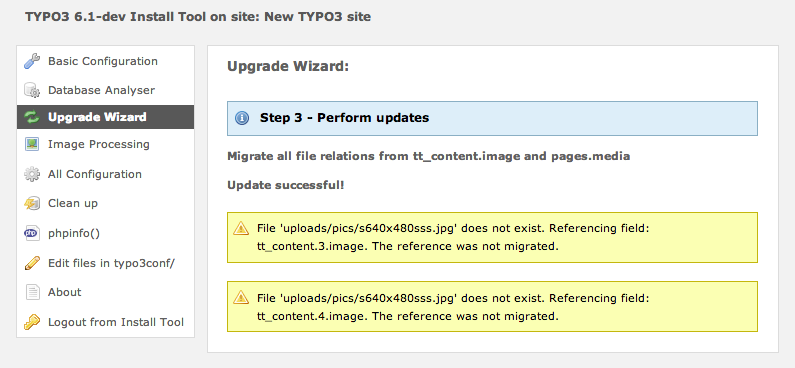 TYPO3 6.1-dev Install Tool on site: New TYPO3 site
Basic Configuration
Database Analyser
Upgrade Wizard
Image Processing
All Configuration
Clean up
php
phpinfo()
Edit files in typo3conf/
About
Logout from Install Tool
Upgrade Wizard:
Step 3 - Perform updates
Migrate all file relations from tt_content.image and pages.media
Update successful!
File 'uploads/pics/s640x480sss.jpg' does not exist. Referencing field:
tt_content.3.image. The reference was not migrated.
File 'uploads/pics/s640x480sss.jpg' does not exist. Referencing field:
tt_content.4.image. The reference was not migrated.